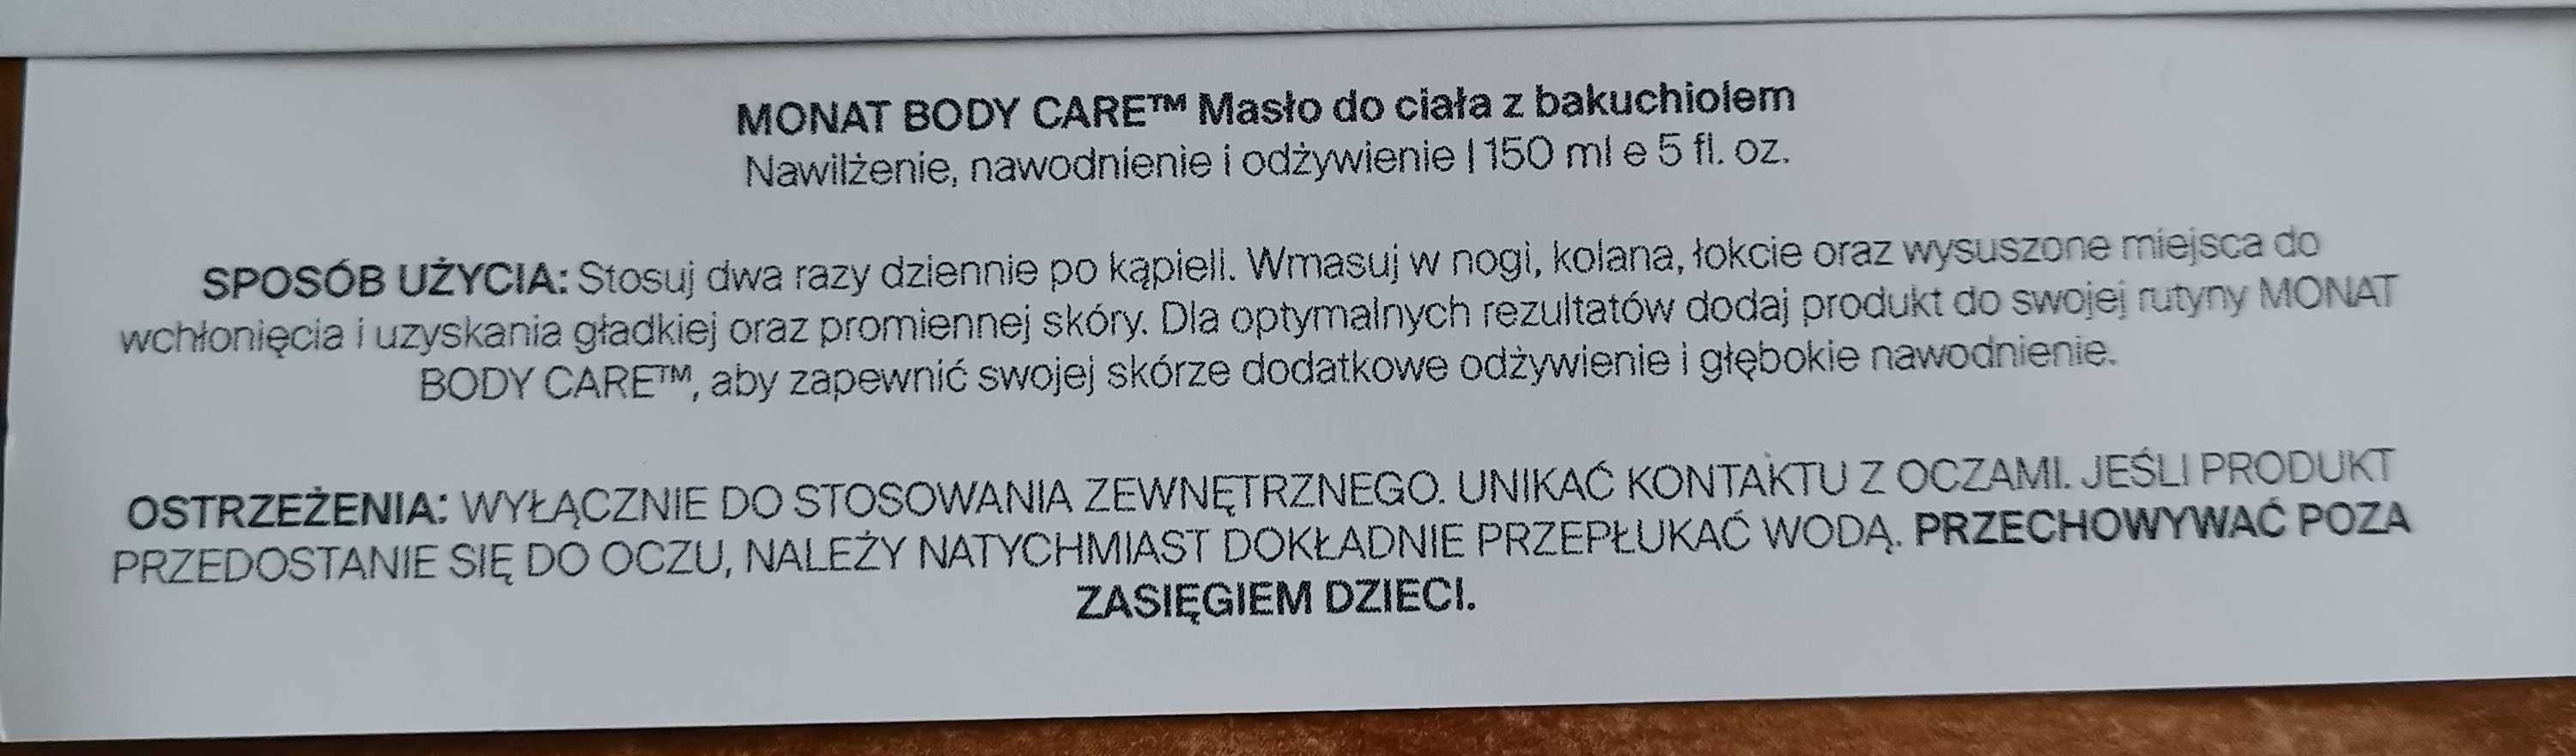 MONAT BODY CARE™ Masło do ciała z bakuchiolem
Nawilżenie, nawodnienie i odżywienie | 150 ml e 5 fl. oz.
SPOSÓB UŻYCIA: Stosuj dwa razy dziennie po kąpieli. Wmasuj w nogi, kolana, łokcie oraz wysuszone miejsca do
wchłonięcia i uzyskania gładkiej oraz promiennej skóry. Dla optymalnych rezultatów dodaj produkt do swojej rutyny MONAT
BODY CARE™, aby zapewnić swojej skórze dodatkowe odżywienie i głębokie nawodnienie.
OSTRZEŻENIA: WYŁĄCZNIE DO STOSOWANIA ZEWNĘTRZNEGO. UNIKAĆ KONTAKTU Z OCZAMI. JEŚLI PRODUKT
PRZEDOSTANIE SIĘ DO OCZU, NALEŻY NATYCHMIAST DOKŁADNIE PRZEPŁUKAĆ WODĄ. PRZECHOWYWAĆ POZA
ZASIĘGIEM DZIECI.